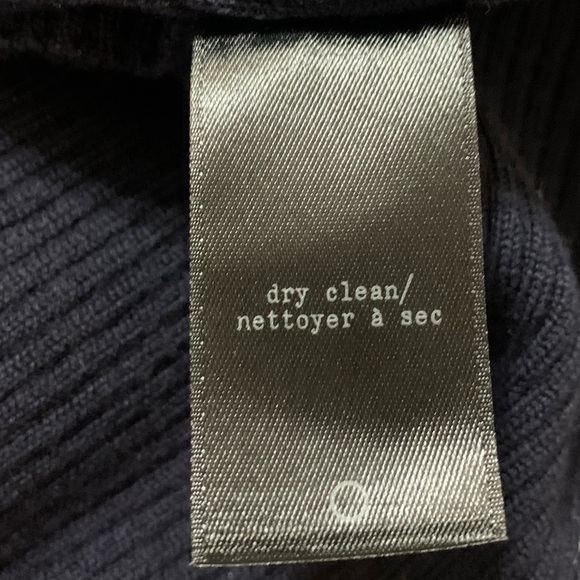 dry clean/
nettoyer à sec